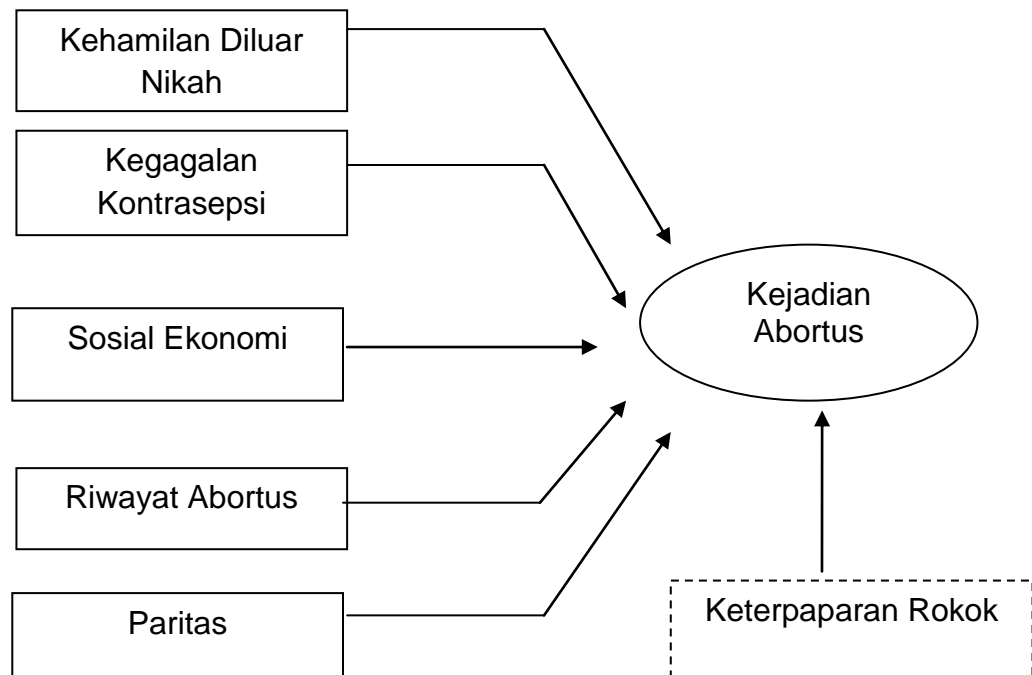 Kehamilan Diluar
Nikah
Kegagalan
Kontrasepsi
Sosial Ekonomi
Riwayat Abortus
Paritas
Kejadian
Abortus
Keterpaparan Rokok